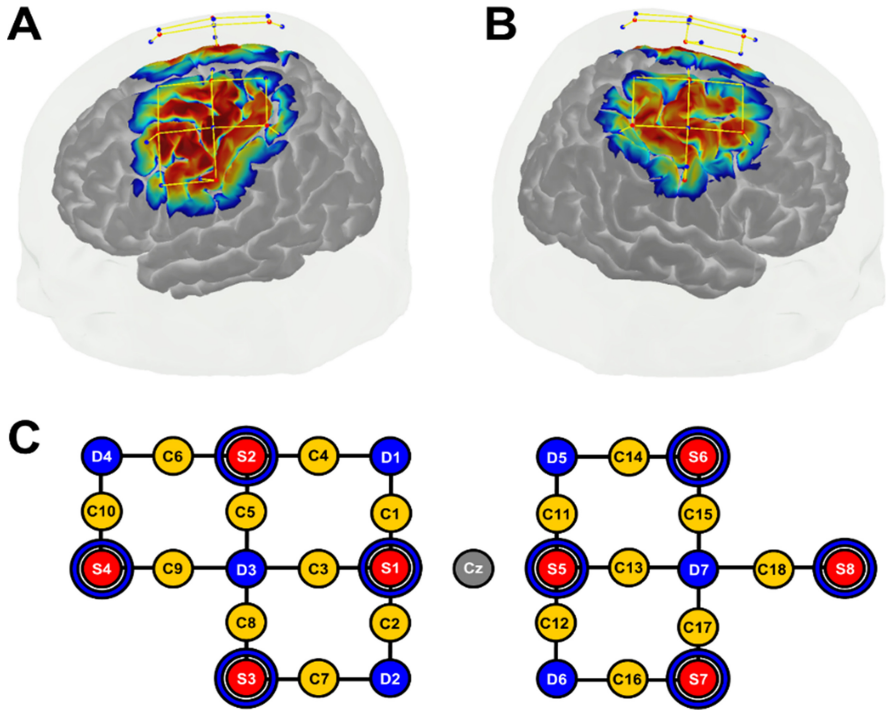 A B
C
D4 C6 S2 C4 D1 D5 C14 S6
C10 C5 C1 C11 C15
S4 C9 D3 C3 S1 Cz S5 C13 D7 C18 S8
C8 C2 C12 C17
S3 C7 D2 D6 C16 S7